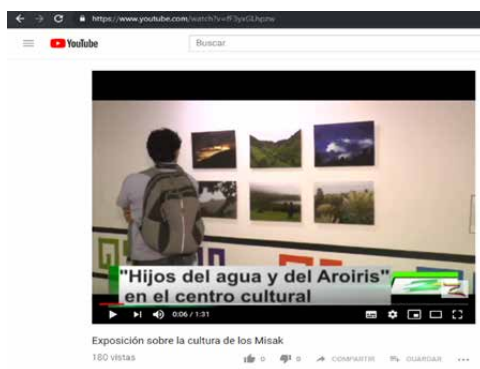 https://www.youtube.com/watch?v=fF3yxGLhpzw
YouTube
Buscar
"Hijos del agua y del Aroiris"
en el centro cultural
0:06 / 1:31
Exposición sobre la cultura de los Misak
180 vistas
0
0
COMPARTIR
GUARDAR